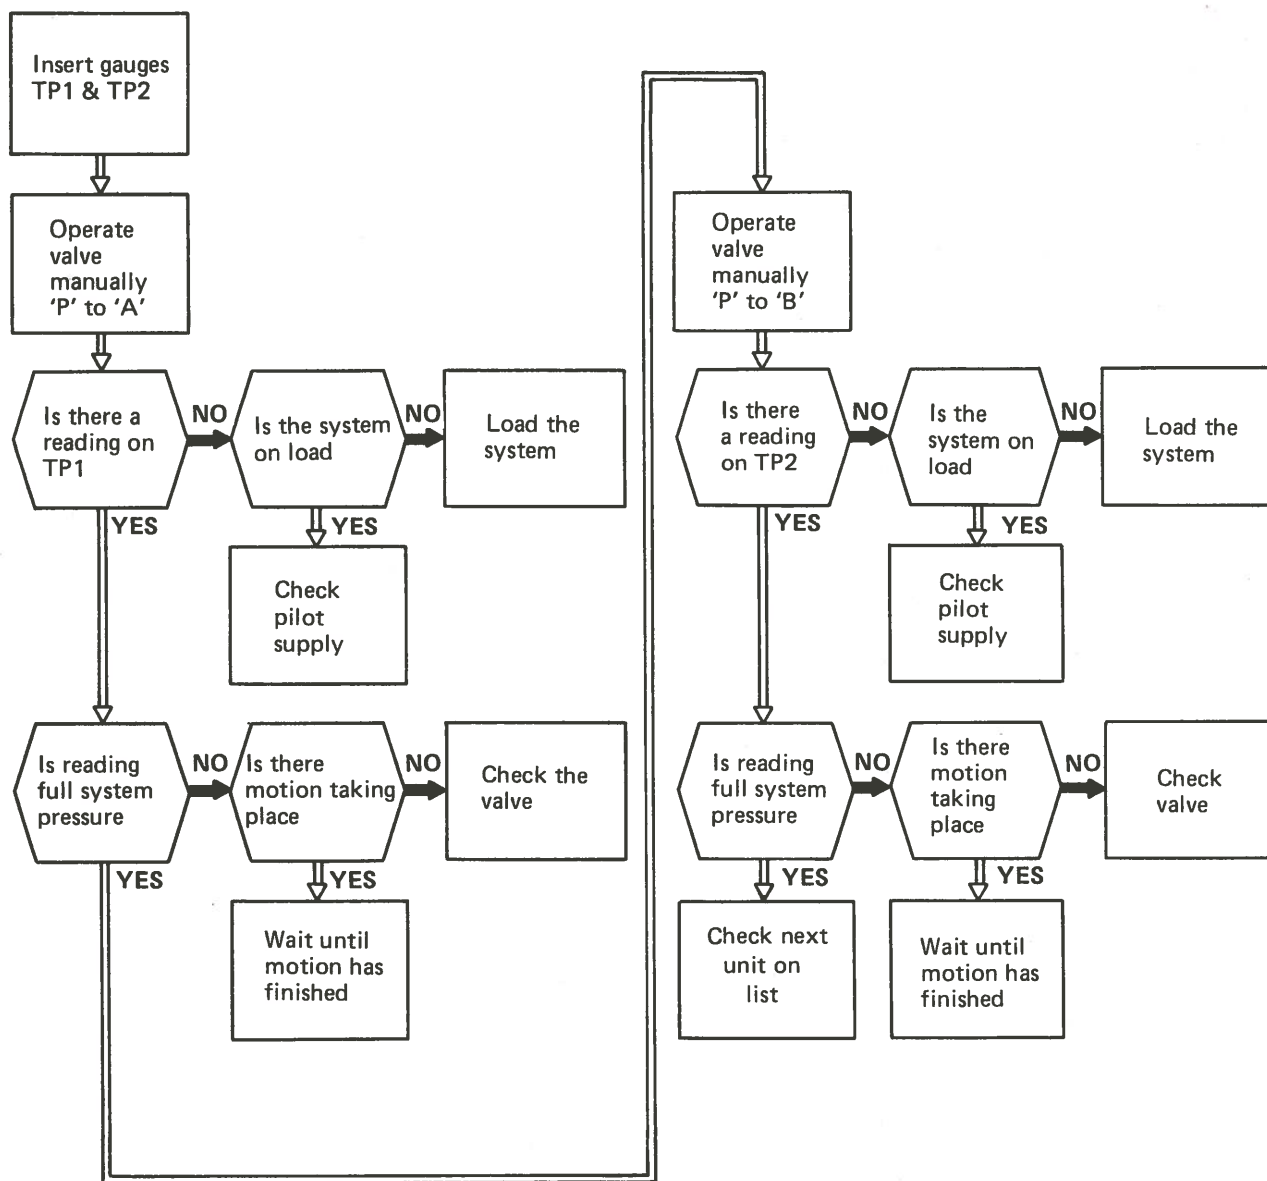 Insert gauges
TP1 & TP2
Operate
valve
manually
‘P’ to ‘A’
Is there a
reading on
TP1
NO
Is the system
on load
NO
Load the
system
YES
YES
Check
pilot
supply
Is reading
full system
pressure
NO
Is there
motion taking
place
NO
Check the
valve
YES
YES
Wait until
motion has
finished
Operate
valve
manually
‘P’ to ‘B’
Is there
a reading
on TP2
NO
Is the
system on
load
NO
Load the
system
YES
YES
Check
pilot
supply
Is reading
full system
pressure
NO
Is there
motion
taking
place
NO
Check
valve
YES
YES
Check next
unit on
list
Wait until
motion has
finished